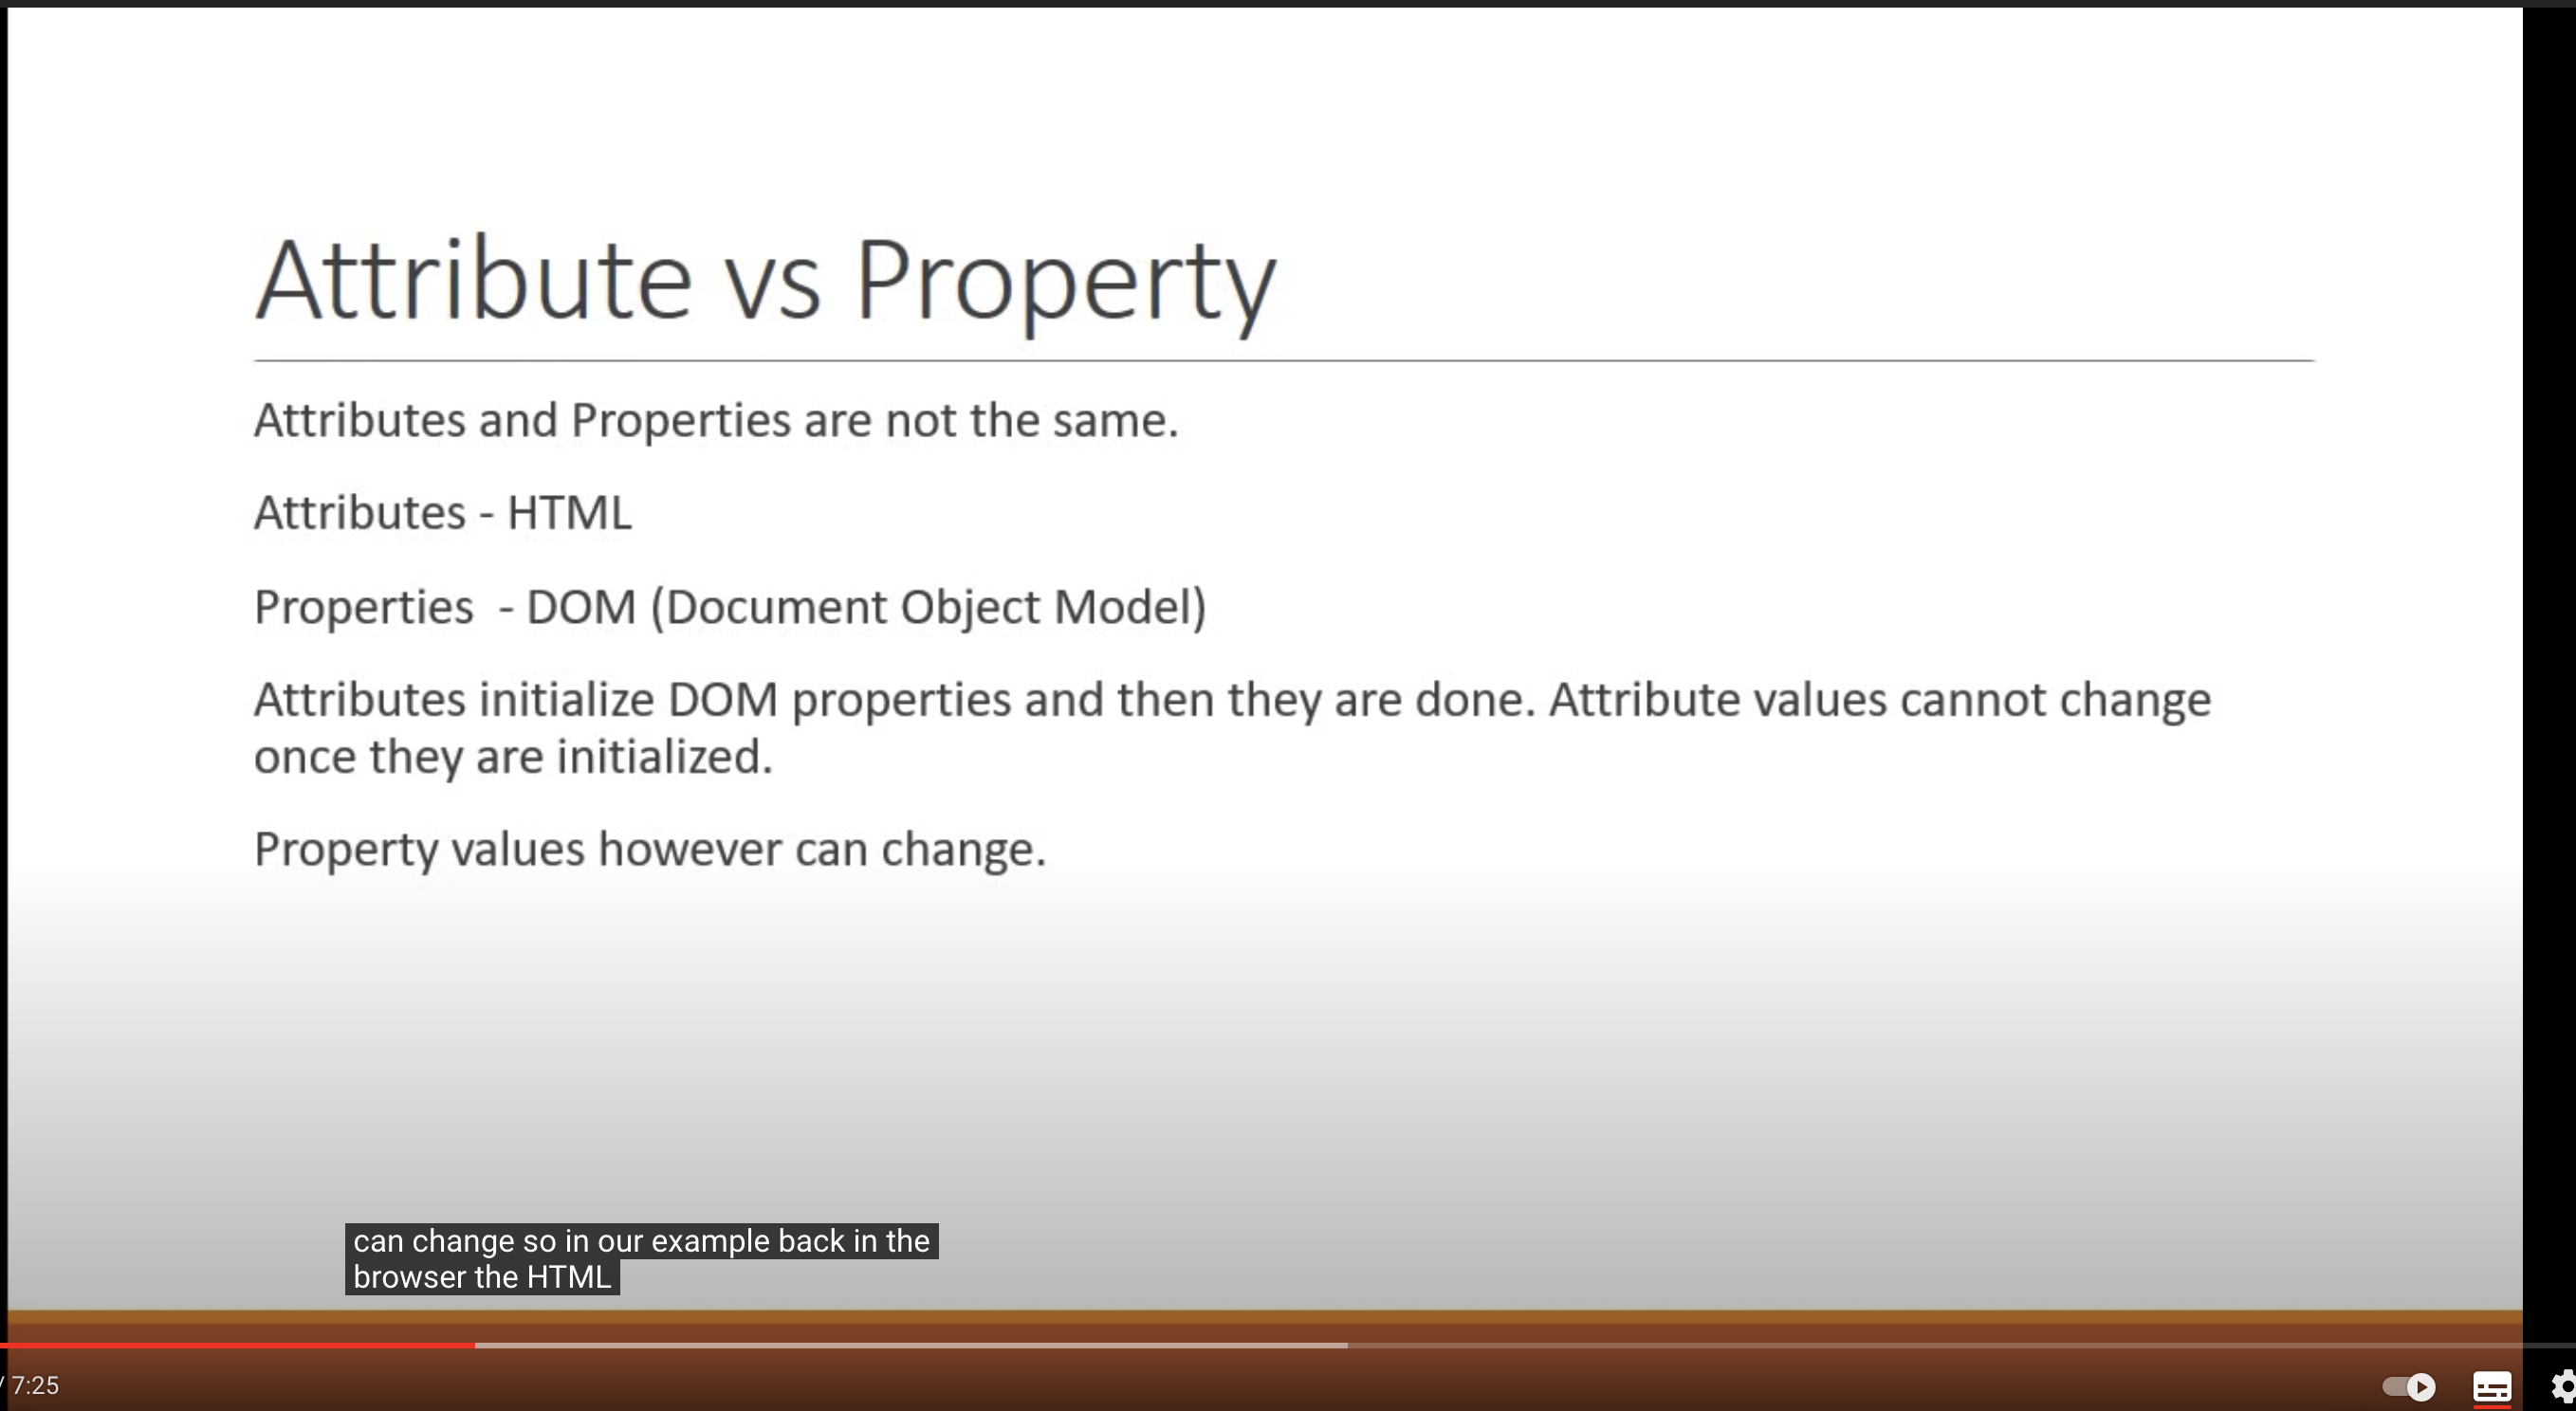 Attribute vs Property
Attributes and Properties are not the same.
Attributes - HTML
Properties - DOM (Document Object Model)
Attributes initialize DOM properties and then they are done. Attribute values cannot change
once they are initialized.
Property values however can change.
can change so in our example back in the
browser the HTML
/ 7:25